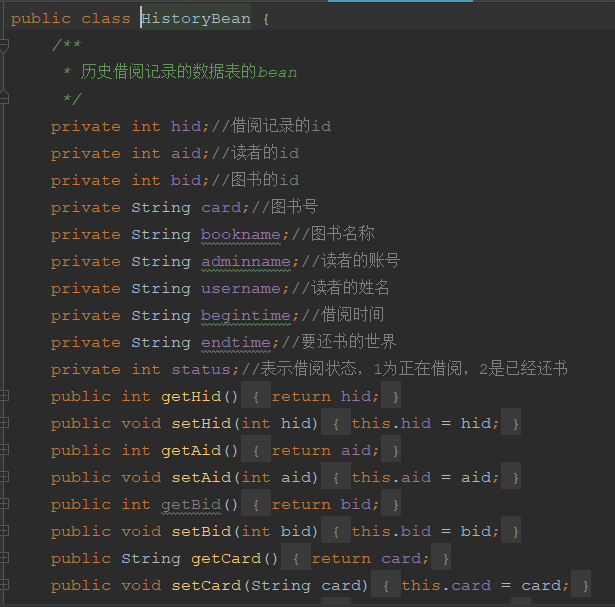 public class HistoryBean {
/**
* 历史借阅记录的数据表的bean
*/
private int hid;//借阅记录的id
private int aid;//读者的id
private int bid;//图书的id
private String card;//图书号
private String bookname;//图书名称
private String adminname;//读者的账号
private String username;//读者的姓名
private String begintime;//借阅时间
private String endtime;//要还书的世界
private int status;//表示借阅状态，1为正在借阅，2是已经还书
public int getHid() { return hid; }
public void setHid(int hid) { this.hid = hid; }
public int getAid() { return aid; }
public void setAid(int aid) { this.aid = aid; }
public int getBid() { return bid; }
public void setBid(int bid) { this.bid = bid; }
public String getCard() { return card; }
public void setCard(String card) { this.card = card; }